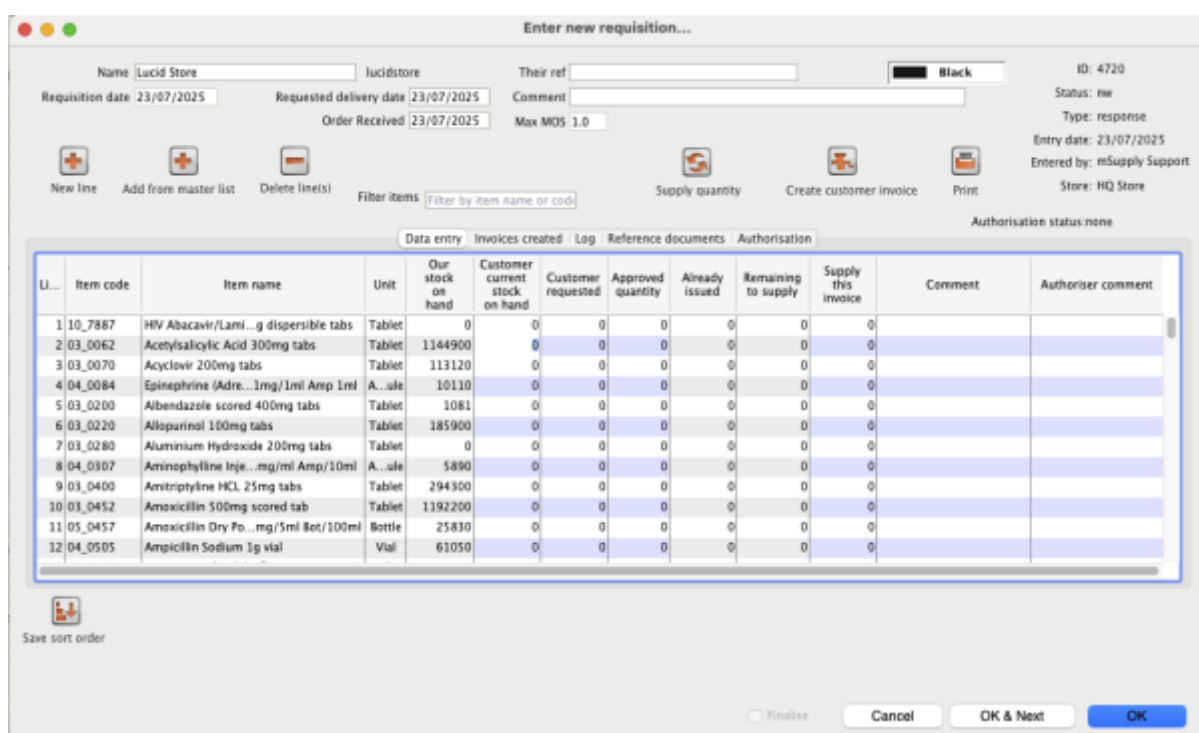 Enter new requisition...
Name Lucid Store lucidstore Their ref Black ID: 4720
Requisition date 23/07/2025 Requested delivery date 23/07/2025 Comment Status: nw
Order Received 23/07/2025 Max MOS 1.0 Type: response
Entry date: 23/07/2025
Entered by: mSupply Support
Store: HQ Store
New line Add from master list Delete line(s) Filter items Filter by item name or code Supply quantity Create customer invoice Print
Authorisation status:none
Data entry Invoices created Log Reference documents Authorisation
Li... Item code Item name Unit Our stock on hand Customer current stock on hand Customer requested Approved quantity Already issued Remaining to supply Supply this invoice Comment Authoriser comment
1 10_7887 HIV Abacavir/Lami...g dispersible tabs Tablet 0 0 0 0 0 0 0
2 03_0062 Acetylsalicylic Acid 300mg tabs Tablet 1144900 0 0 0 0 0 0
3 03_0070 Acyclovir 200mg tabs Tablet 113120 0 0 0 0 0 0
4 04_0084 Epinephrine (Adre...1mg/1ml Amp 1ml A...ule 10110 0 0 0 0 0 0
5 03_0200 Albendazole scored 400mg tabs Tablet 1081 0 0 0 0 0 0
6 03_0220 Allopurinol 100mg tabs Tablet 185900 0 0 0 0 0 0
7 03_0280 Aluminium Hydroxide 200mg tabs Tablet 0 0 0 0 0 0 0
8 04_0307 Aminophylline Inje...mg/ml Amp/10ml A...ule 5890 0 0 0 0 0 0
9 03_0400 Amitriptyline HCL 25mg tabs Tablet 294300 0 0 0 0 0 0
10 03_0452 Amoxicillin 500mg scored tab Tablet 1192200 0 0 0 0 0 0
11 05_0457 Amoxicillin Dry Po...mg/5ml Bot/100ml Bottle 25830 0 0 0 0 0 0
12 04_0505 Ampicillin Sodium 1g vial Vial 61050 0 0 0 0 0 0
Save sort order
Finalise Cancel OK & Next OK